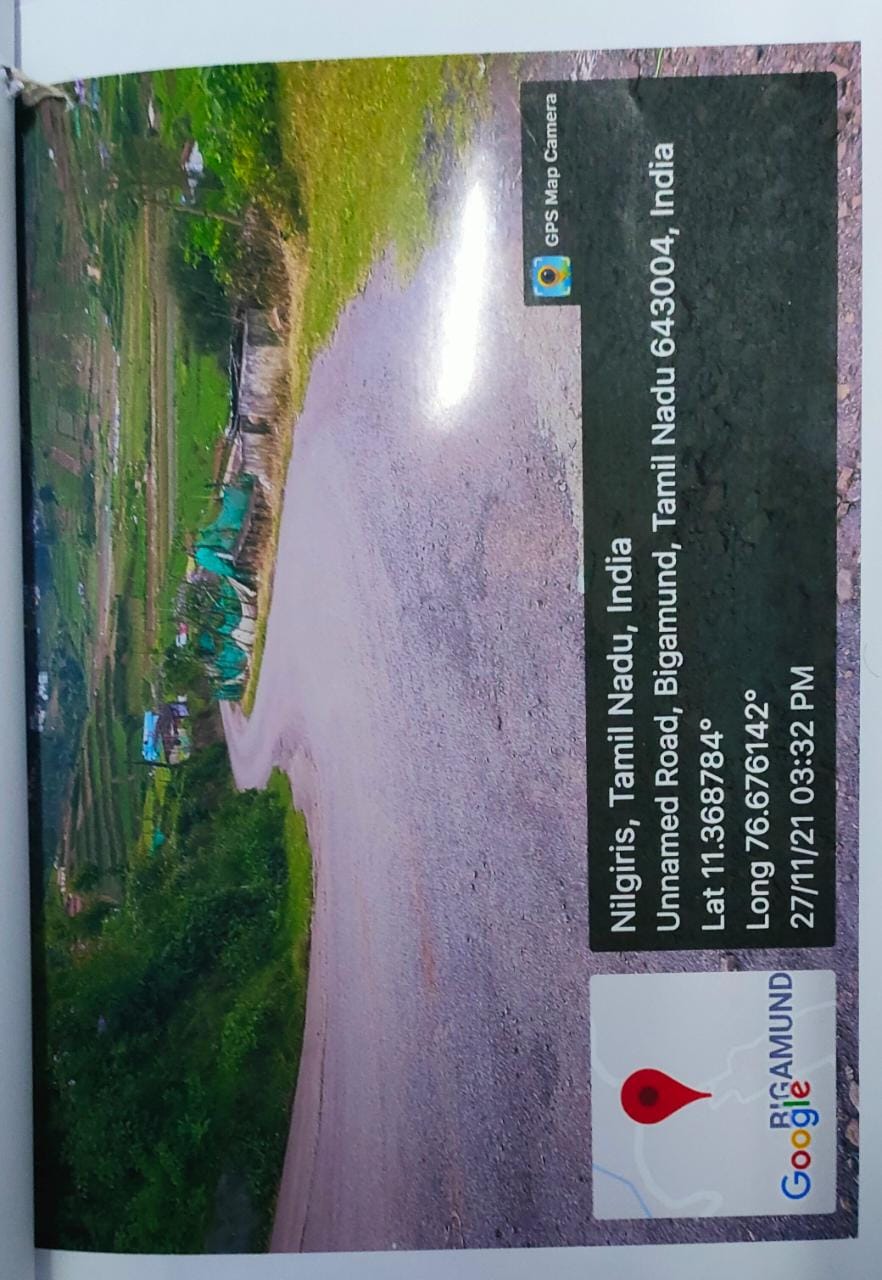 GPS Map Camera
Nilgiris, Tamil Nadu, India
Unnamed Road, Bigamund, Tamil Nadu 643004, India
Lat 11.368784°
Long 76.676142°
27/11/21 03:32 PM
BIGAMUND
Google